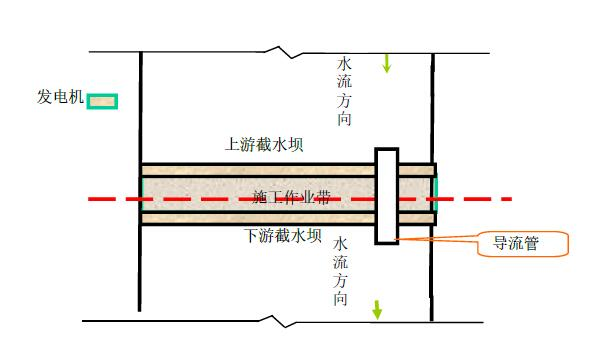 水流方向
发电机
上游截水坝
施工作业带
下游截水坝
水流方向
导流管